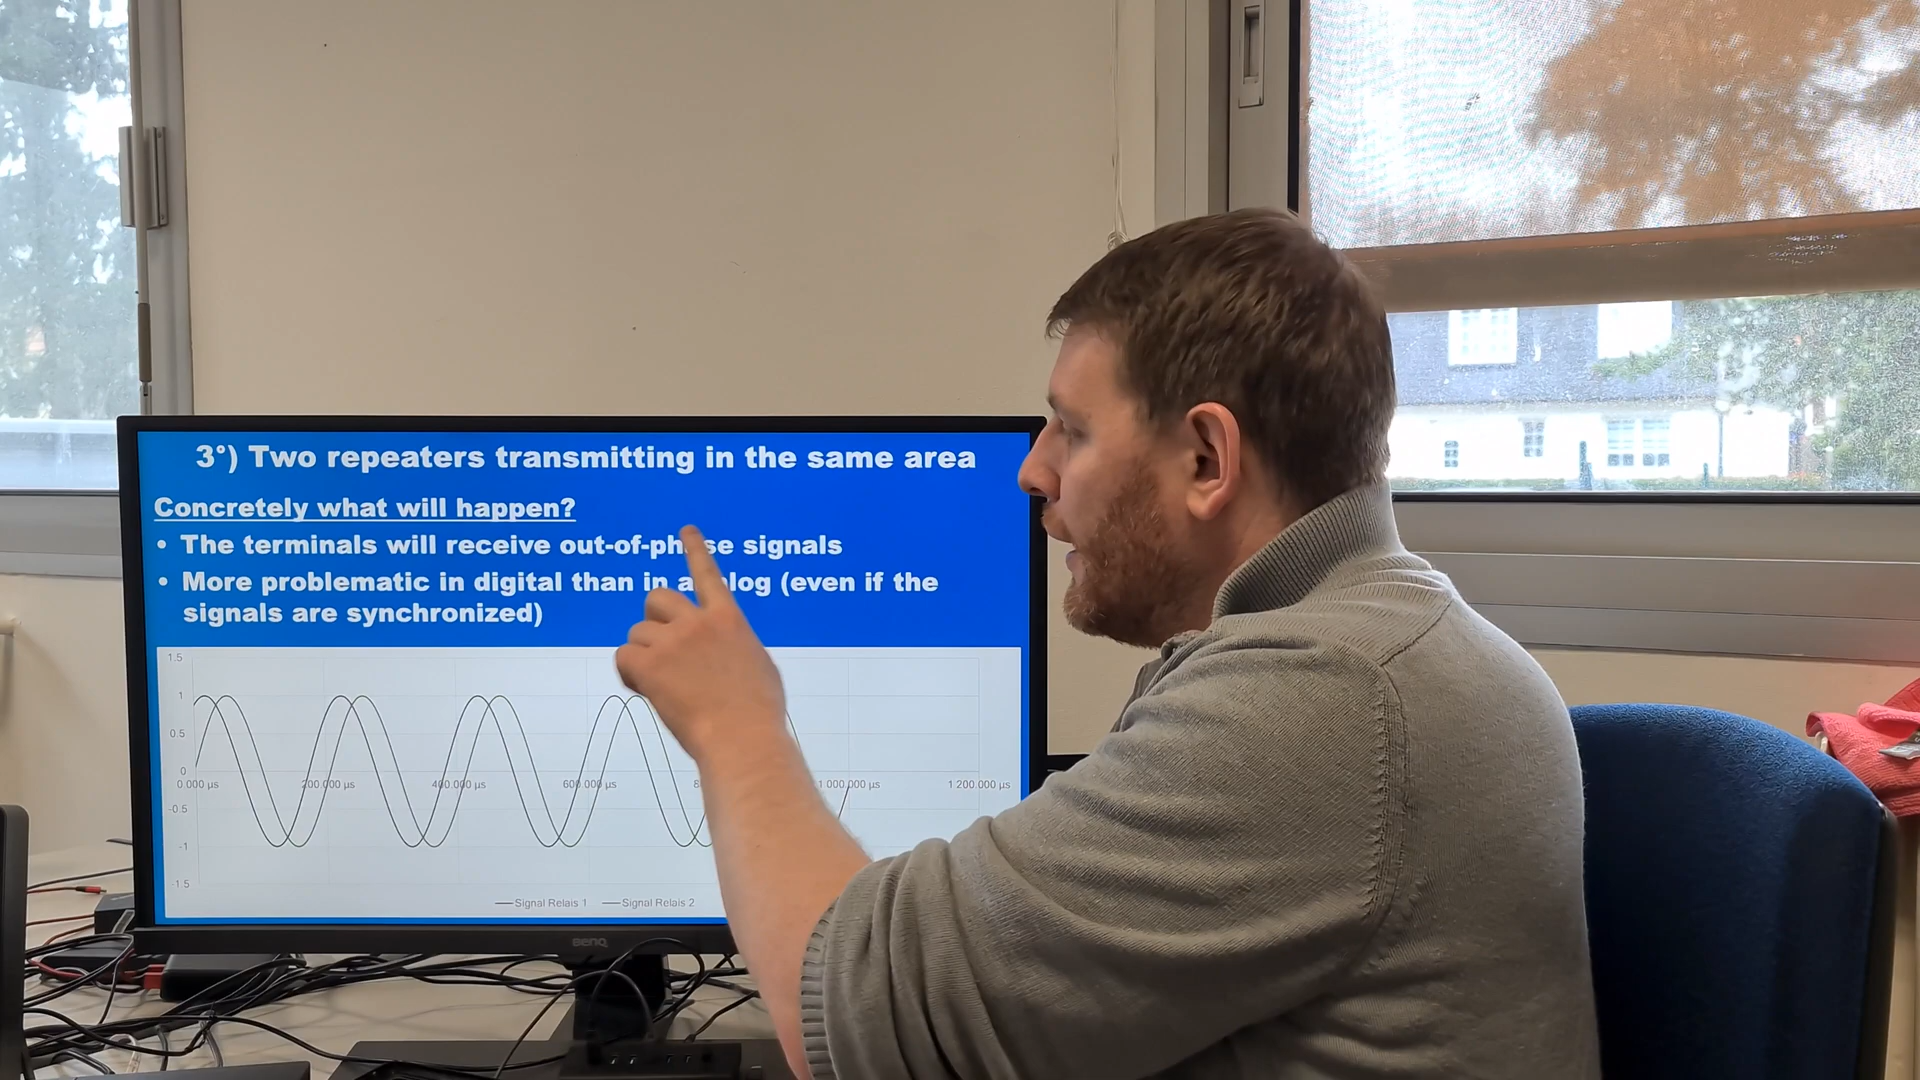 3°) Two repeaters transmitting in the same area
Concretely what will happen?
• The terminals will receive out-of-phase signals
• More problematic in digital than in analog (even if the
signals are synchronized)
1.5
1
0.5
0
0.000 µs 200.000 µs 400.000 µs 600.000 µs 8 1 000.000 µs 1 200.000 µs
-0.5
-1
-1.5
Signal Relais 1 Signal Relais 2
BenQ